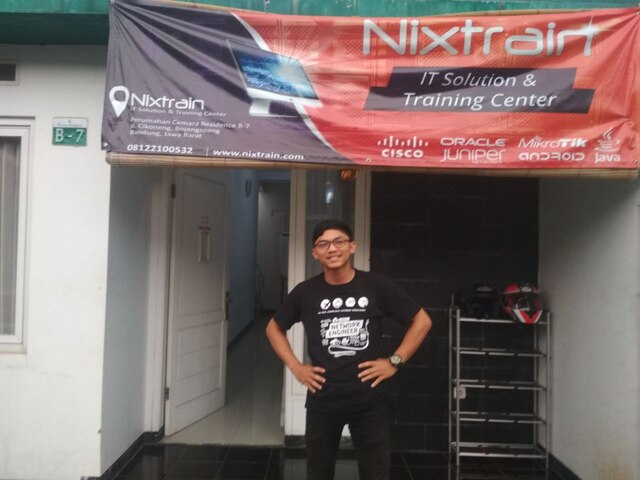 Nixtrain
IT Solution &
Training Center
Nixtrain
IT Solution & Training Center
Perumahan Cemara Residence B-7
Jl. Cikoneng, Bojongsoang
Bandung, Jawa Barat
08122100532 | www.nixtrain.com
CISCO
ORACLE
JUNIPER
MikroTik
ANDROID
Java
B-7
NETWORK
ENGINEER